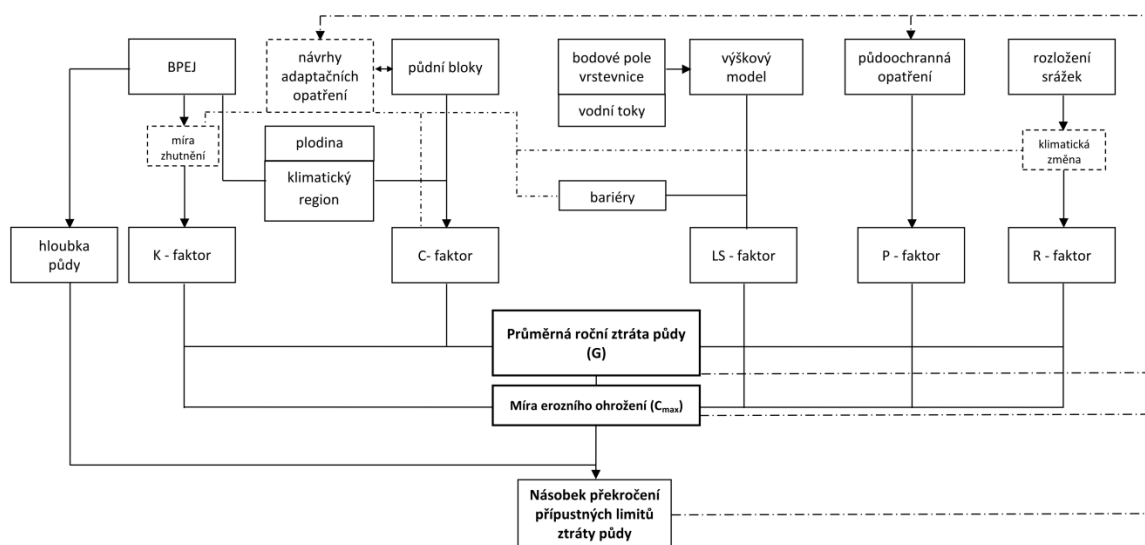 BPEJ
návrhy
adaptačních
opatření
půdní bloky
bodové pole
vrstevnice
vodní toky
výškový
model
půdoochranná
opatření
rozložení
srážek
míra
zhutnění
plodina
klimatický
region
klimatická
změna
bariéry
hloubka
půdy
K - faktor
C- faktor
LS - faktor
P - faktor
R - faktor
Průměrná roční ztráta půdy
(G)
Míra erozního ohrožení (Cmax)
Násobek překročení
přípustných limitů
ztráty půdy